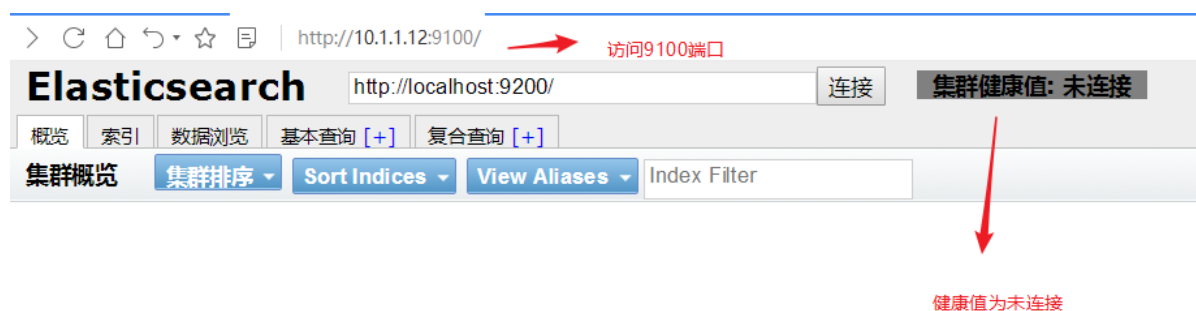 http://10.1.1.12:9100/
访问9100端口
Elasticsearch http://localhost:9200/ 连接 集群健康值: 未连接
概览 索引 数据浏览 基本查询 [+] 复合查询 [+]
集群概览 集群排序 Sort Indices View Aliases Index Filter
健康值为未连接